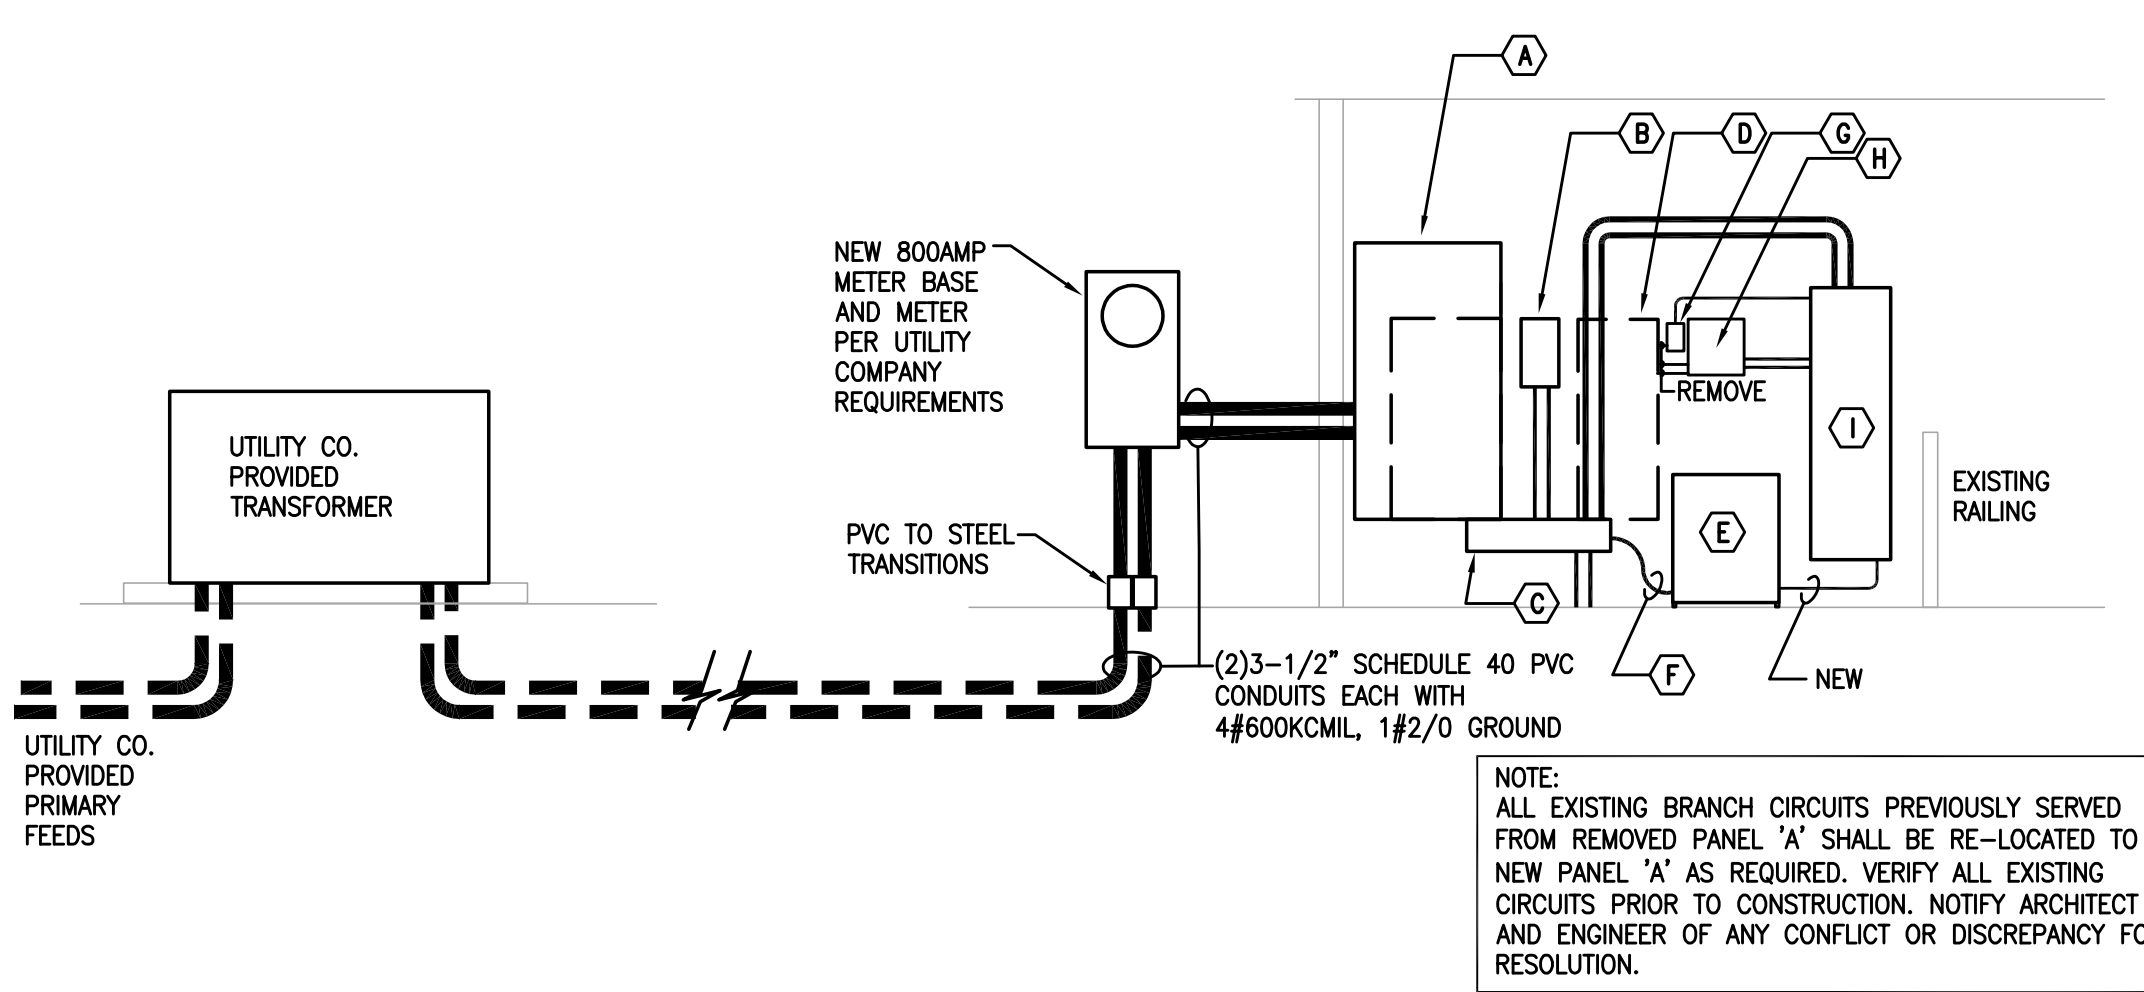 A
B
D
G
H
NEW 800AMP
METER BASE
AND METER
PER UTILITY
COMPANY
REQUIREMENTS
REMOVE
I
UTILITY CO.
PROVIDED
TRANSFORMER
EXISTING
RAILING
PVC TO STEEL
TRANSITIONS
E
C
(2)3-1/2" SCHEDULE 40 PVC
CONDUITS EACH WITH
4#600KCMIL, 1#2/0 GROUND
F
NEW
UTILITY CO.
PROVIDED
PRIMARY
FEEDS
NOTE:
ALL EXISTING BRANCH CIRCUITS PREVIOUSLY SERVED
FROM REMOVED PANEL 'A' SHALL BE RE-LOCATED TO
NEW PANEL 'A' AS REQUIRED. VERIFY ALL EXISTING
CIRCUITS PRIOR TO CONSTRUCTION. NOTIFY ARCHITECT
AND ENGINEER OF ANY CONFLICT OR DISCREPANCY
RESOLUTION.